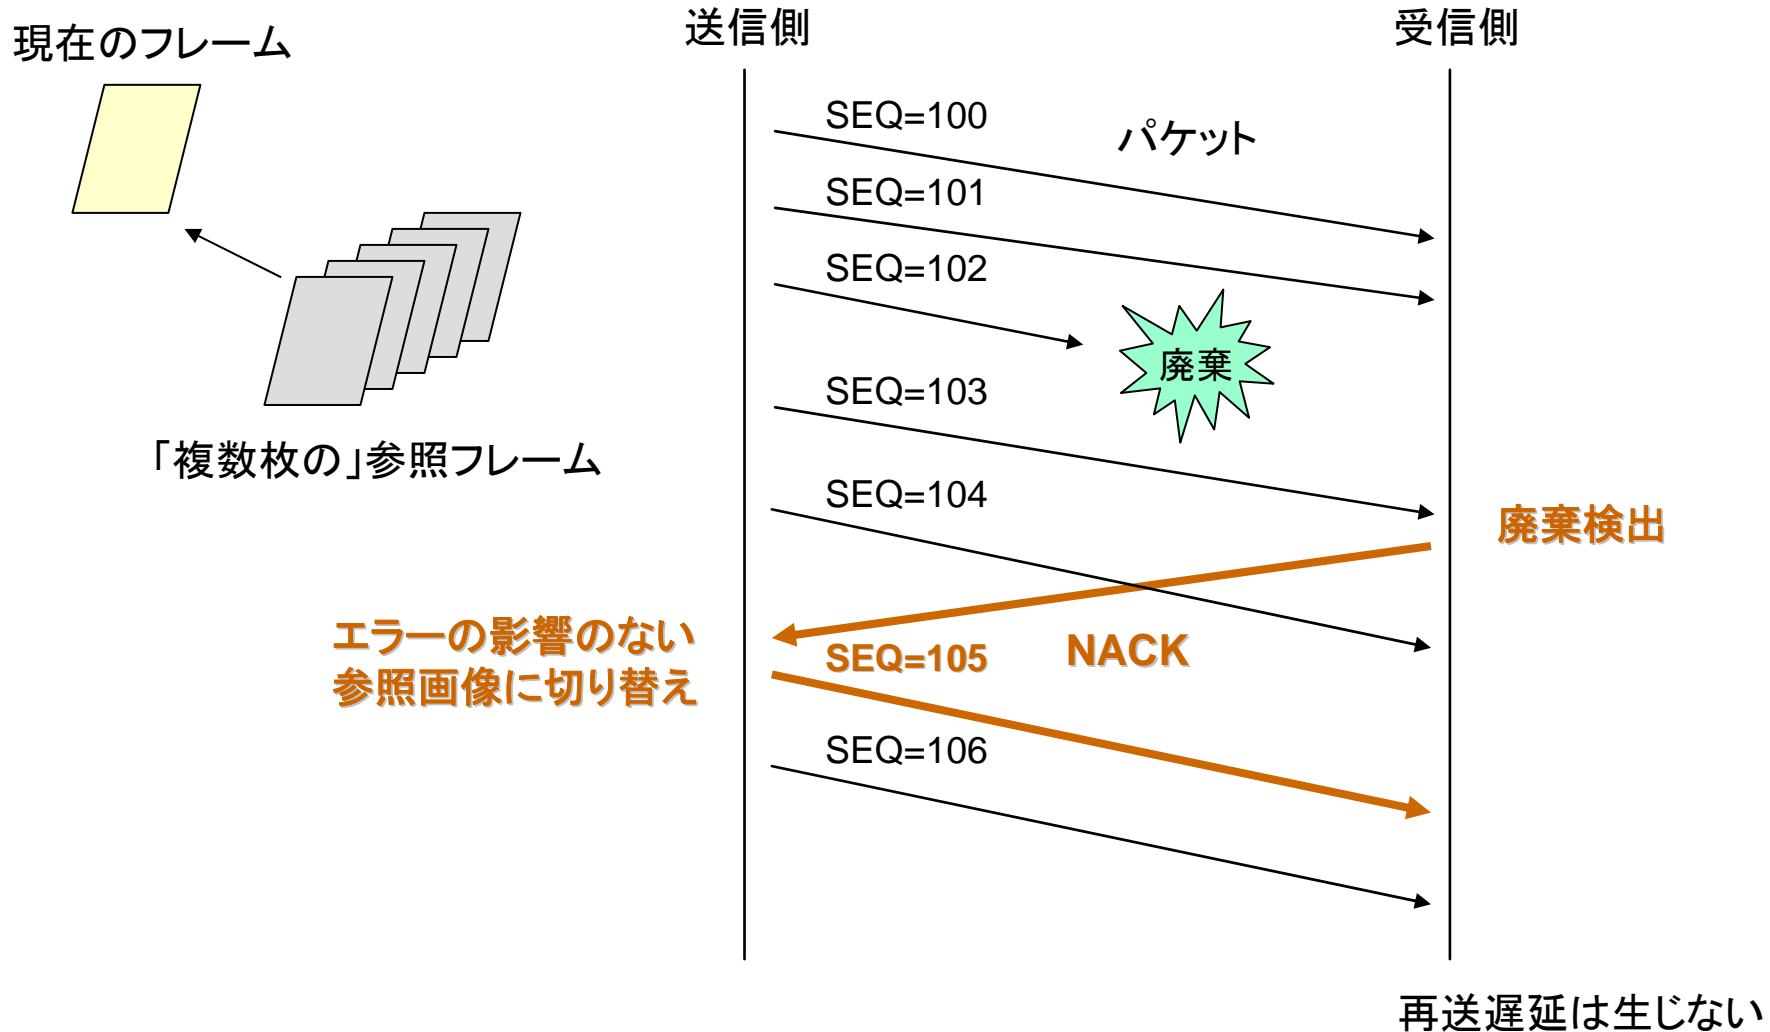 送信側
受信側
現在のフレーム
SEQ=100
パケット
SEQ=101
SEQ=102
廃棄
SEQ=103
「複数枚の」参照フレーム
SEQ=104
廃棄検出
エラーの影響のない
参照画像に切り替え
SEQ=105
NACK
SEQ=106
再送遅延は生じない